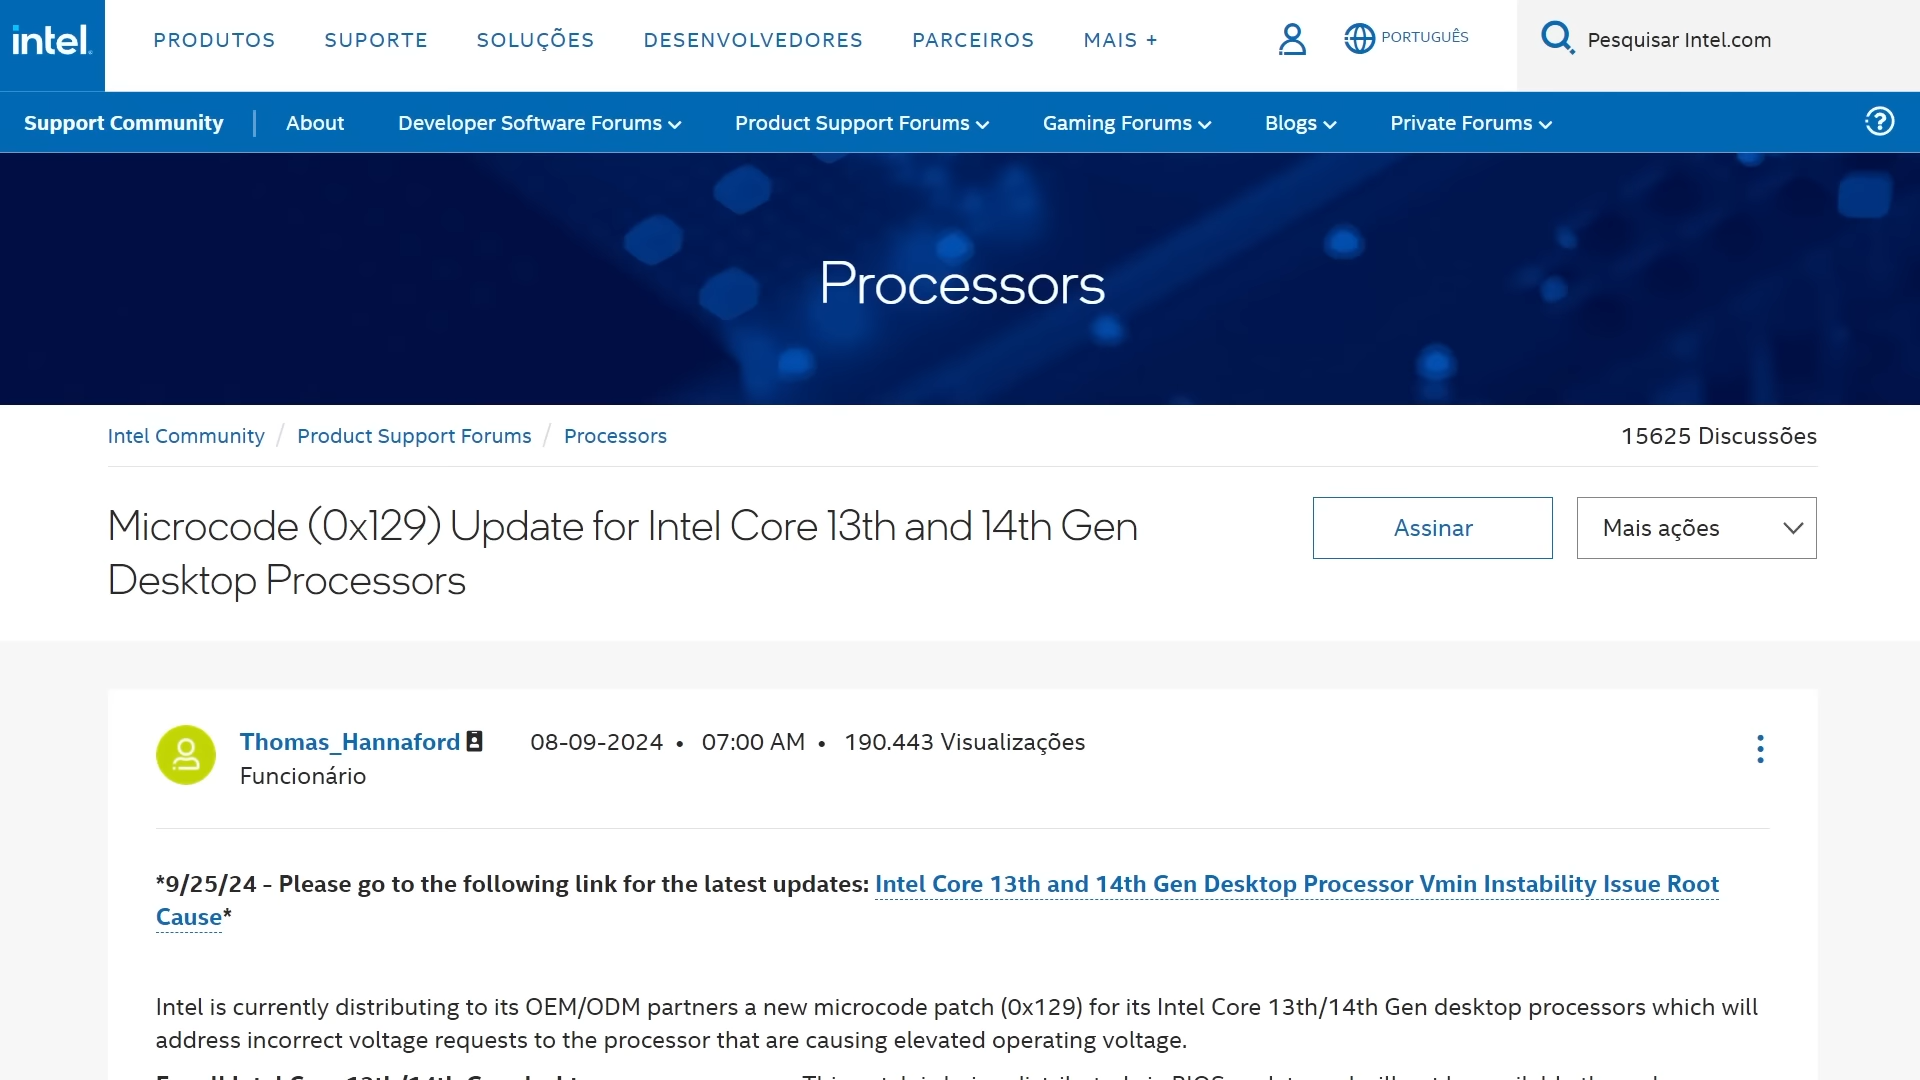 intel.
PRODUTOS SUPORTE SOLUÇÕES DESENVOLVEDORES PARCEIROS MAIS +
PORTUGUÊS
Pesquisar Intel.com
Support Community About Developer Software Forums Product Support Forums Gaming Forums Blogs Private Forums
Processors
Intel Community / Product Support Forums / Processors
15625 Discussões
Microcode (0x129) Update for Intel Core 13th and 14th Gen
Desktop Processors
Assinar
Mais ações
Thomas_Hannaford 08-09-2024 • 07:00 AM • 190.443 Visualizações
Funcionário
*9/25/24 - Please go to the following link for the latest updates: Intel Core 13th and 14th Gen Desktop Processor Vmin Instability Issue Root
Cause*
Intel is currently distributing to its OEM/ODM partners a new microcode patch (0x129) for its Intel Core 13th/14th Gen desktop processors which will
address incorrect voltage requests to the processor that are causing elevated operating voltage.